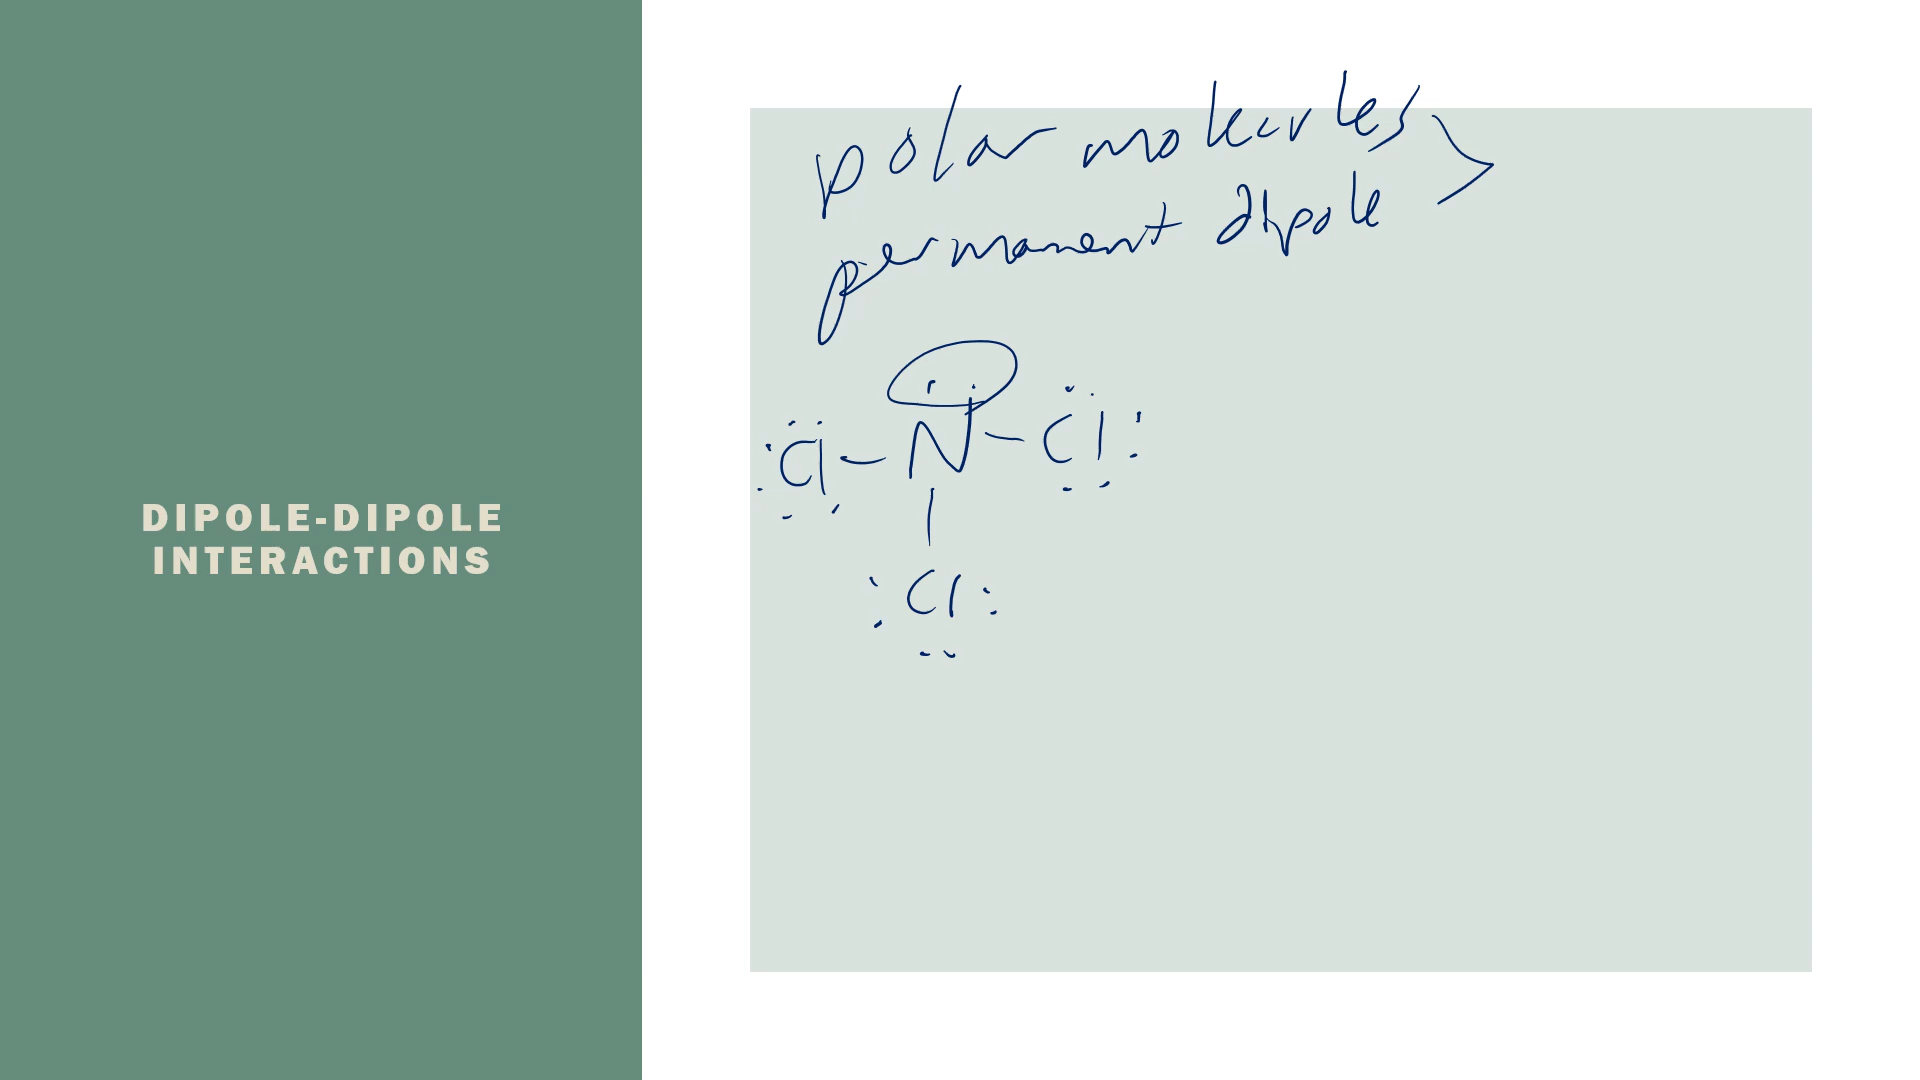 DIPOLE-DIPOLE
INTERACTIONS
polar molecules
permanent dipole
Cl - N - Cl
|
Cl